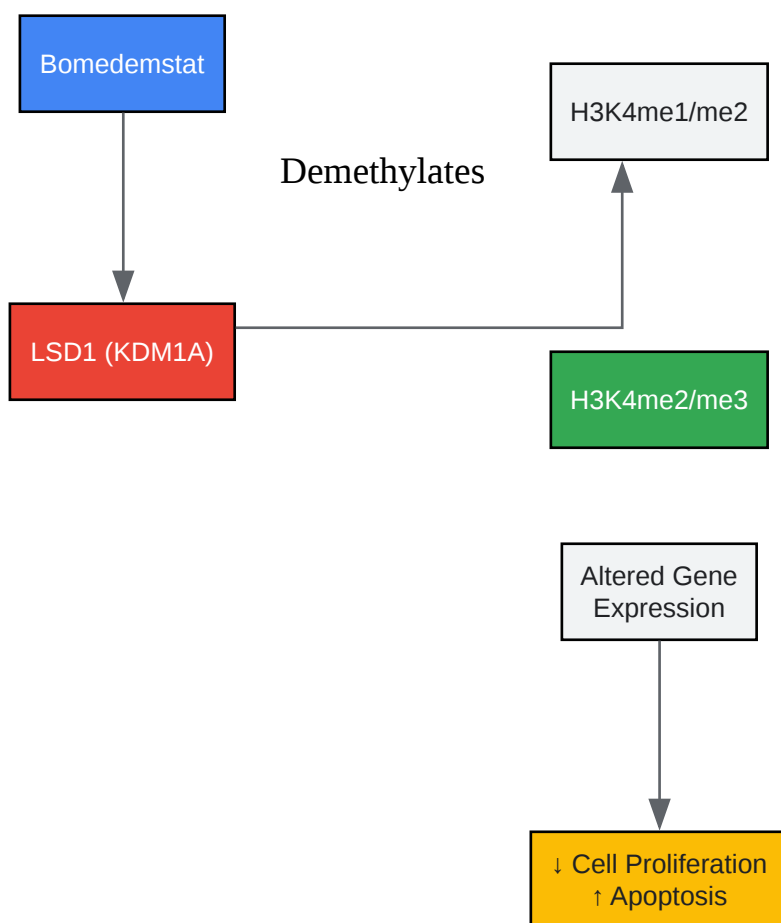 Bomedemstat
H3K4me1/me2
Demethylates
LSD1 (KDM1A)
H3K4me2/me3
Altered Gene
Expression
↓ Cell Proliferation
↑ Apoptosis